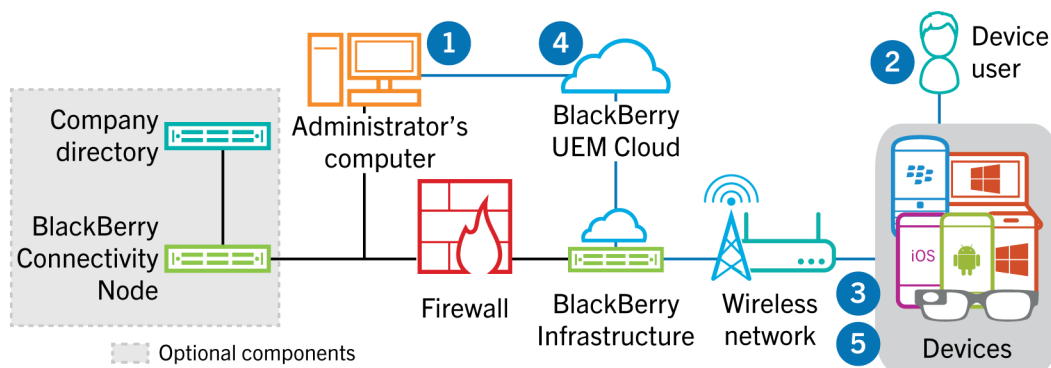 1
4
2
Device
user
Company
directory
Administrator's
computer
BlackBerry
UEM Cloud
BlackBerry
Connectivity
Node
iOS
Firewall
BlackBerry
Infrastructure
Wireless
network
3
5
Devices
Optional components